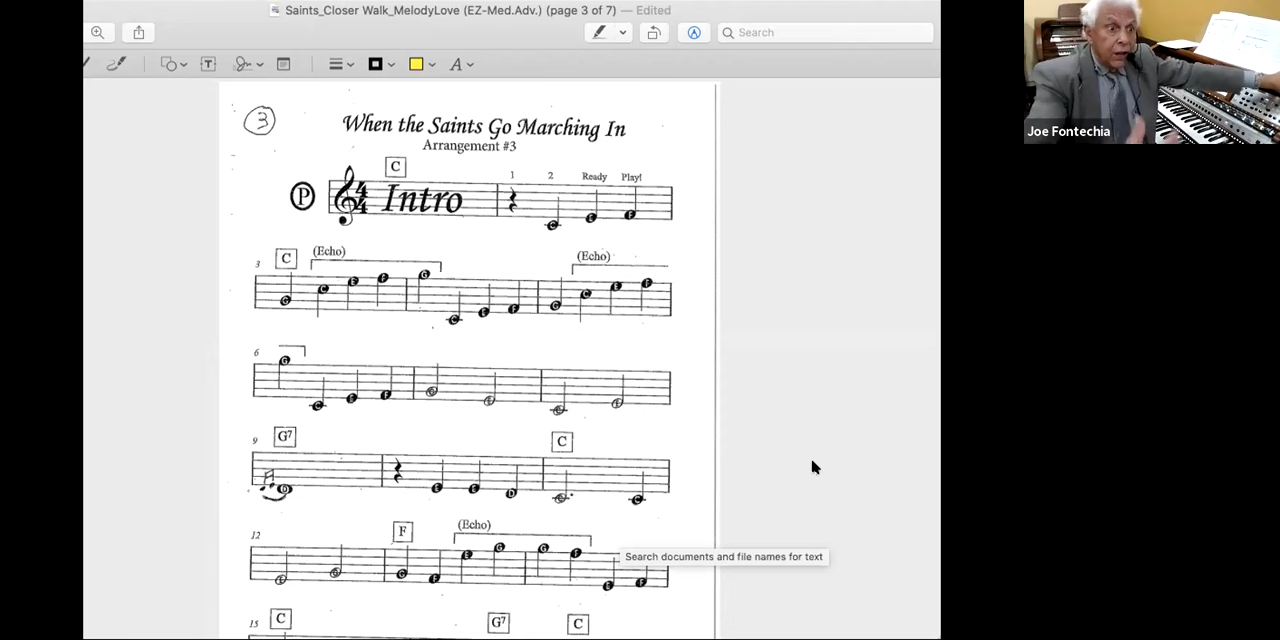 Saints_Closer Walk_MelodyLove (EZ-Med.Adv.) (page 3 of 7) — Edited
Search
Joe Fontechia
3
When the Saints Go Marching In
Arrangement #3
C
1 2 Ready Play!
P
4
4
Intro
C E F
3
C
(Echo)
(Echo)
G C E F G C E F G C E F
6
G C E F G E C E
9
G7
C
D E E D C C
12
F
(Echo)
E G G F E G G F E F
Search documents and file names for text
15
C
G7
C